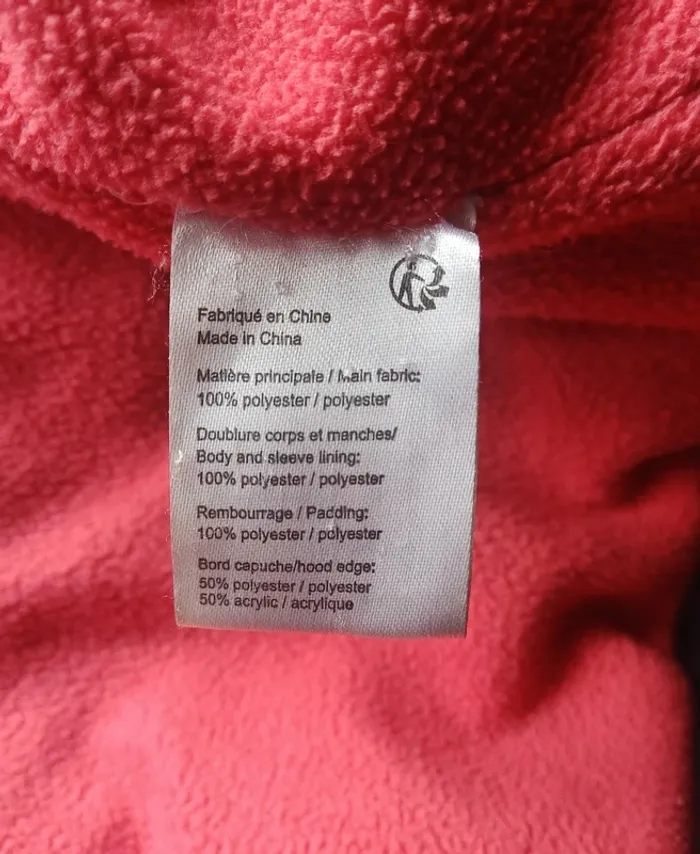 Fabriqué en Chine
Made in China
Matière principale / Main fabric:
100% polyester / polyester
Doublure corps et manches/
Body and sleeve lining:
100% polyester / polyester
Rembourrage / Padding:
100% polyester / polyester
Bord capuche/hood edge:
50% polyester / polyester
50% acrylic / acrylique